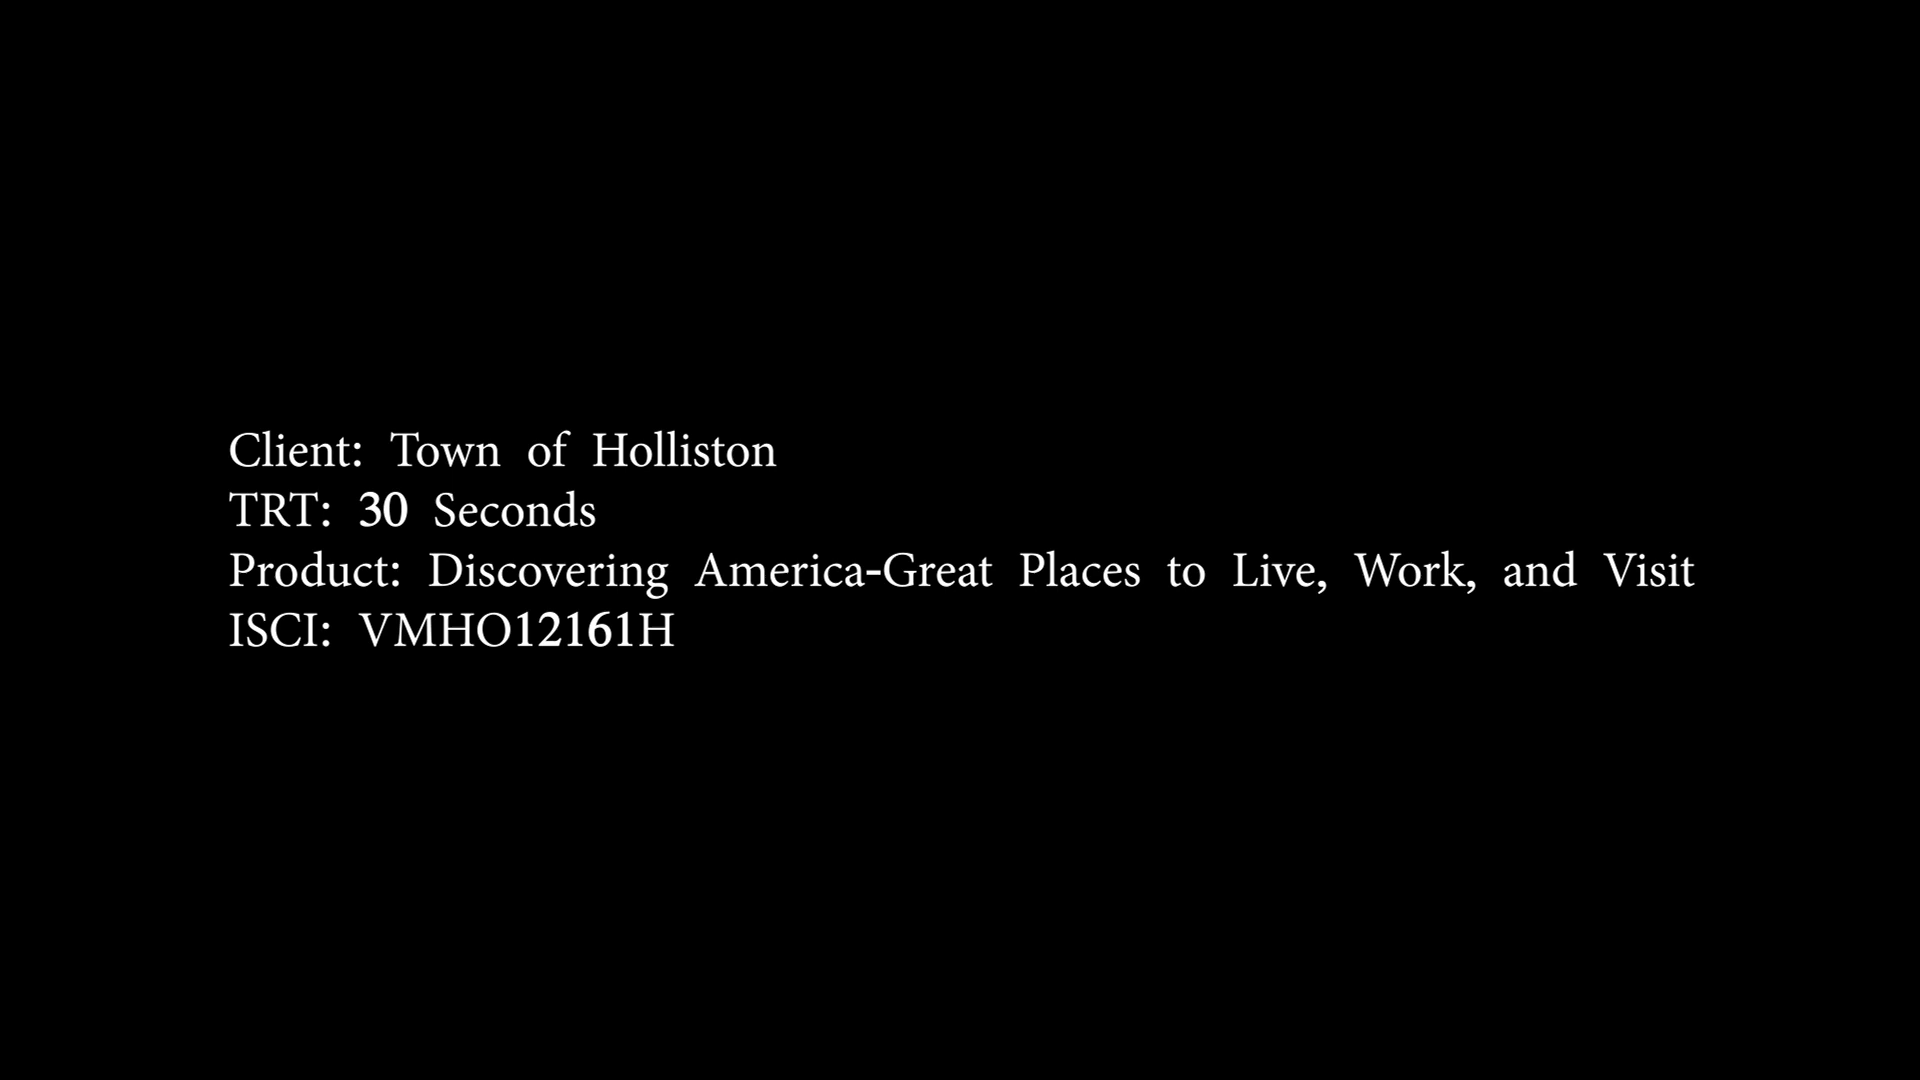 Client: Town of Holliston
TRT: 30 Seconds
Product: Discovering America-Great Places to Live, Work, and Visit
ISCI: VMHO12161H